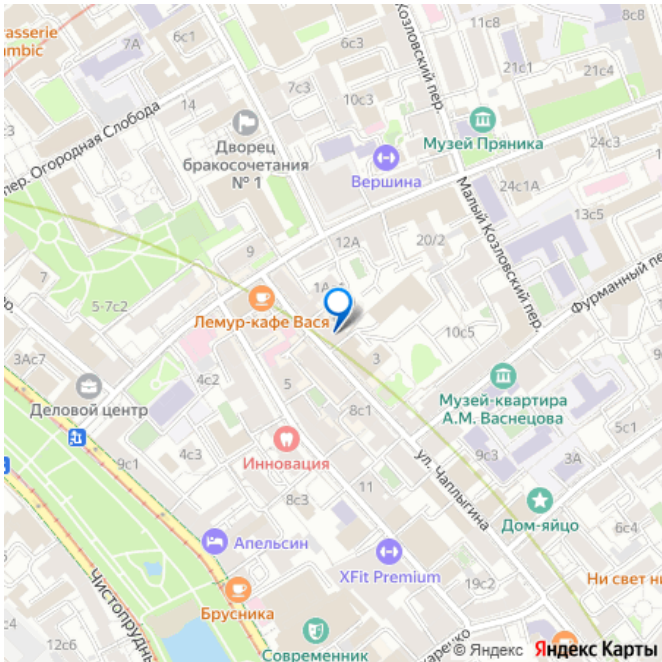 rasserie
ambic
6с1
7А
6с3
11с8
8с8
Козловский пер.
21с1
21с4
14
7с3
10с3
пер. Огородная Слобода
Дворец
бракосочетания
№ 1
Вершина
Музей Пряника
24с3
24с1А
13с5
Малый Козловский пер.
9
12А
20/2
Фурманный пе
7
5-7с2
1А
Лемур-кафе Вася
10с5
3
3Ас7
4с2
Деловой центр
5
8с1
Музей-квартира
А.М. Васнецова
5с1
9с1
4с3
Инновация
ул. Чаплыгина
9с3
3А
8с3
11
Дом-яйцо
6с4
Апельсин
XFit Premium
19с2
Ни свет ни
Чистопрудны
Брусника
12с6
Современник
аренко
© Яндекс Яндекс Карты